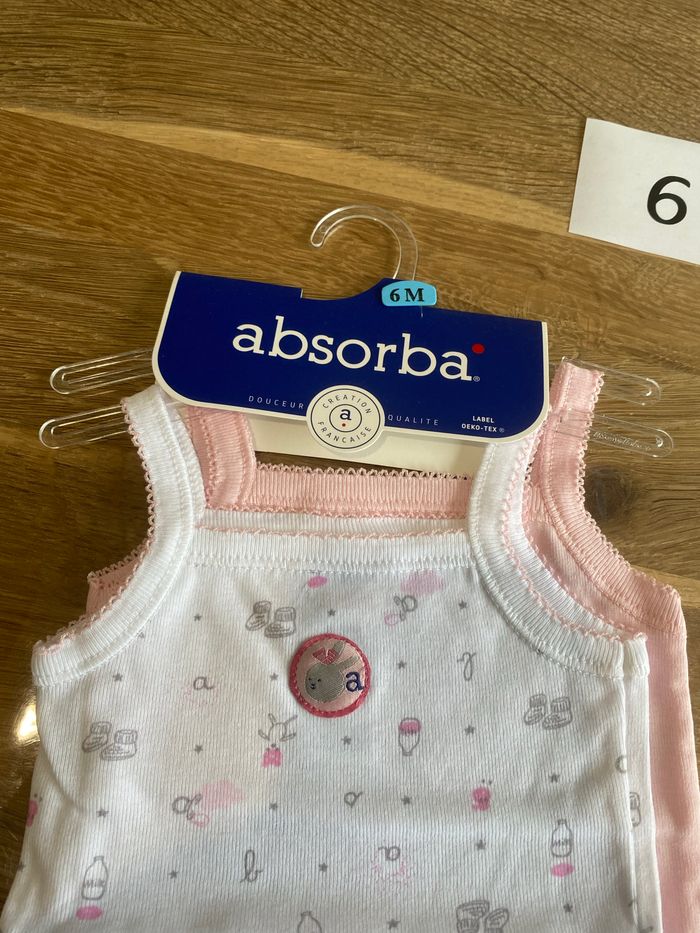 6
6 M
absorba
®
DOUCEUR
QUALITE
CREATION
a
FRANCAISE
LABEL
OEKO-TEX ®
a
a
a
a
b
a